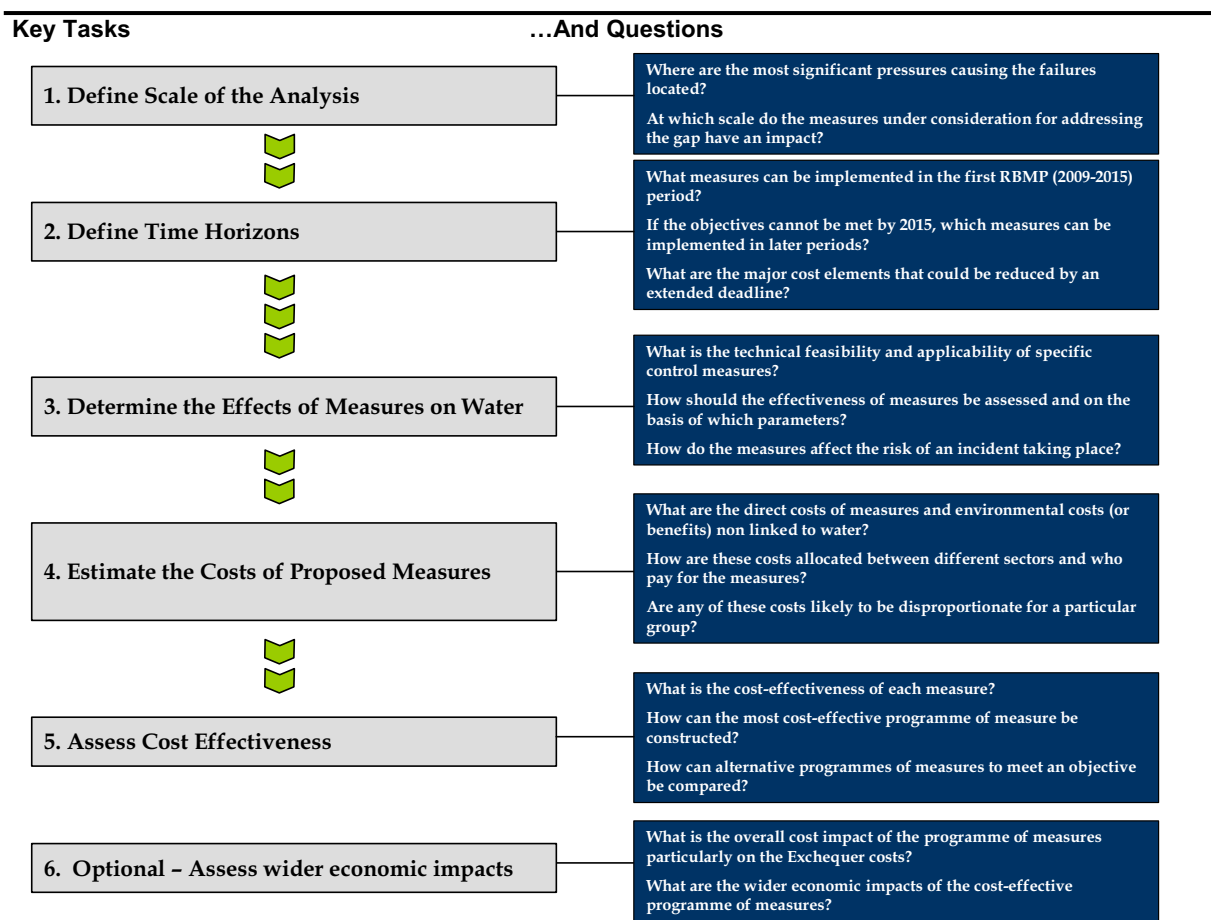 Key Tasks
…And Questions
1. Define Scale of the Analysis
Where are the most significant pressures causing the failures
located?
At which scale do the measures under consideration for addressing
the gap have an impact?
2. Define Time Horizons
What measures can be implemented in the first RBMP (2009-2015)
period?
If the objectives cannot be met by 2015, which measures can be
implemented in later periods?
What are the major cost elements that could be reduced by an
extended deadline?
3. Determine the Effects of Measures on Water
What is the technical feasibility and applicability of specific
control measures?
How should the effectiveness of measures be assessed and on the
basis of which parameters?
How do the measures affect the risk of an incident taking place?
4. Estimate the Costs of Proposed Measures
What are the direct costs of measures and environmental costs (or
benefits) non linked to water?
How are these costs allocated between different sectors and who
pay for the measures?
Are any of these costs likely to be disproportionate for a particular
group?
5. Assess Cost Effectiveness
What is the cost-effectiveness of each measure?
How can the most cost-effective programme of measure be
constructed?
How can alternative programmes of measures to meet an objective
be compared?
6. Optional – Assess wider economic impacts
What is the overall cost impact of the programme of measures
particularly on the Exchequer costs?
What are the wider economic impacts of the cost-effective
programme of measures?